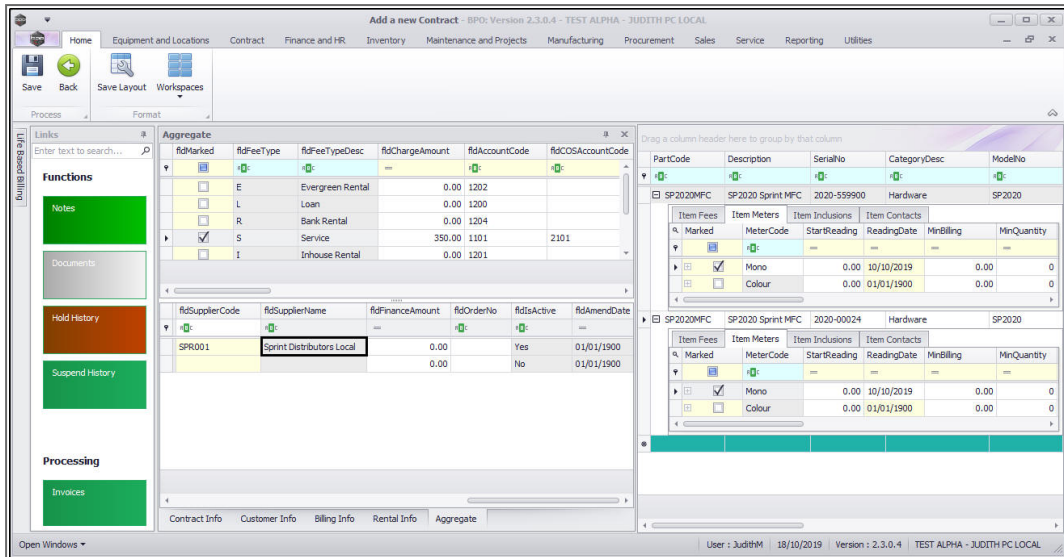 Add a new Contract - BPO: Version 2.3.0.4 - TEST ALPHA - JUDITH PC LOCAL
Home Equipment and Locations Contract Finance and HR Inventory Maintenance and Projects Manufacturing Procurement Sales Service Reporting Utilities
Save Back Save Layout Workspaces
Process Format
Life Based Billing
Links
Enter text to search...
Functions
Notes
Documents
Hold History
Suspend History
Processing
Invoices
Aggregate
fldMarked fldFeeType fldFeeTypeDesc fldChargeAmount fldAccountCode fldCOSAccountCode
E Evergreen Rental 0.00 1202
L Loan 0.00 1200
R Bank Rental 0.00 1204
S Service 350.00 1101 2101
I Inhouse Rental 0.00 1201
fldSupplierCode fldSupplierName fldFinanceAmount fldOrderNo fldIsActive fldAmendDate
SPR001 Sprint Distributors Local 0.00 Yes 01/01/1900
0.00 No 01/01/1900
Contract Info Customer Info Billing Info Rental Info Aggregate
Drag a column header here to group by that column
PartCode Description SerialNo CategoryDesc ModelNo
SP2020MFC SP2020 Sprint MFC 2020-559900 Hardware SP2020
Item Fees Item Meters Item Inclusions Item Contacts
Marked MeterCode StartReading ReadingDate MinBilling MinQuantity
Mono 0.00 10/10/2019 0.00 0
Colour 0.00 01/01/1900 0.00 0
SP2020MFC SP2020 Sprint MFC 2020-00024 Hardware SP2020
Item Fees Item Meters Item Inclusions Item Contacts
Marked MeterCode StartReading ReadingDate MinBilling MinQuantity
Mono 0.00 10/10/2019 0.00 0
Colour 0.00 01/01/1900 0.00 0
Open Windows User : JudithM 18/10/2019 Version : 2.3.0.4 TEST ALPHA - JUDITH PC LOCAL